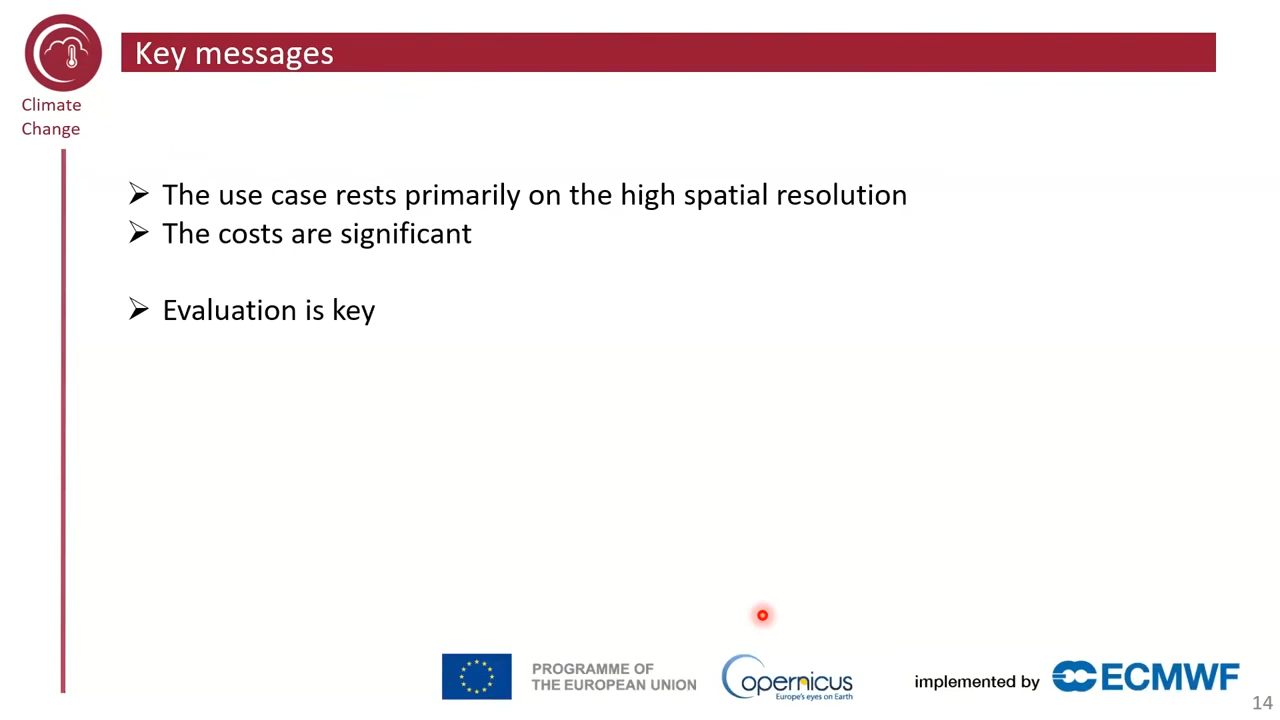 Key messages
Climate
Change
The use case rests primarily on the high spatial resolution
The costs are significant
Evaluation is key
PROGRAMME OF
THE EUROPEAN UNION
opernicus
Europe's eyes on Earth
implemented by
ECMWF
14